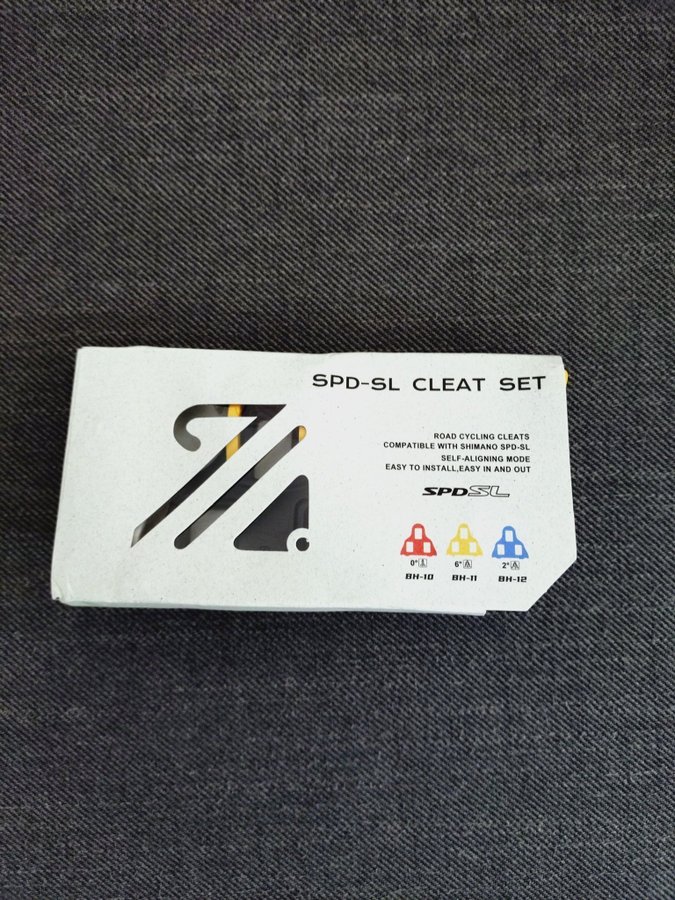 SPD-SL CLEAT SET
ROAD CYCLING CLEATS
COMPATIBLE WITH SHIMANO SPD-SL
SELF-ALIGNING MODE
EASY TO INSTALL,EASY IN AND OUT
SPDSL
0° 6° 2°
BH-10 BH-11 BH-12